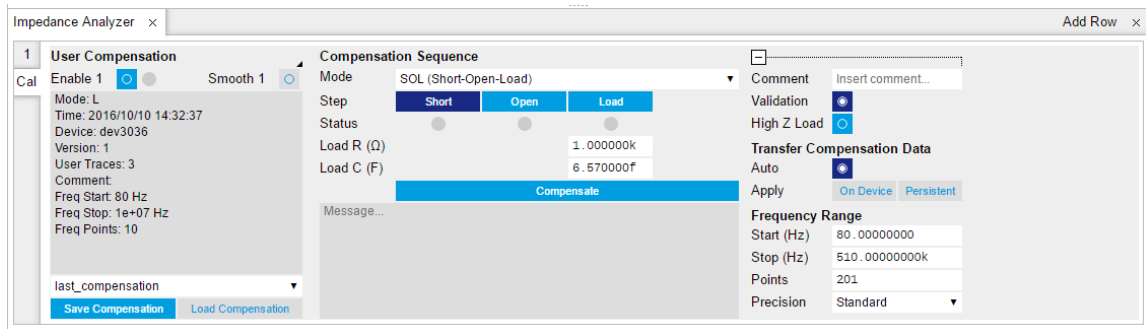 Impedance Analyzer ×
Add Row ×
1
Cal
User Compensation
Enable 1
Smooth 1
Mode: L
Time: 2016/10/10 14:32:37
Device: dev3036
Version: 1
User Traces: 3
Comment:
Freq Start: 80 Hz
Freq Stop: 1e+07 Hz
Freq Points: 10
last_compensation
Save Compensation
Load Compensation
Compensation Sequence
Mode SOL (Short-Open-Load)
Step Short Open Load
Status
Load R (Ω) 1.000000k
Load C (F) 6.570000f
Compensate
Message...
Comment Insert comment...
Validation
High Z Load
Transfer Compensation Data
Auto
Apply On Device Persistent
Frequency Range
Start (Hz) 80.00000000
Stop (Hz) 510.00000000k
Points 201
Precision Standard